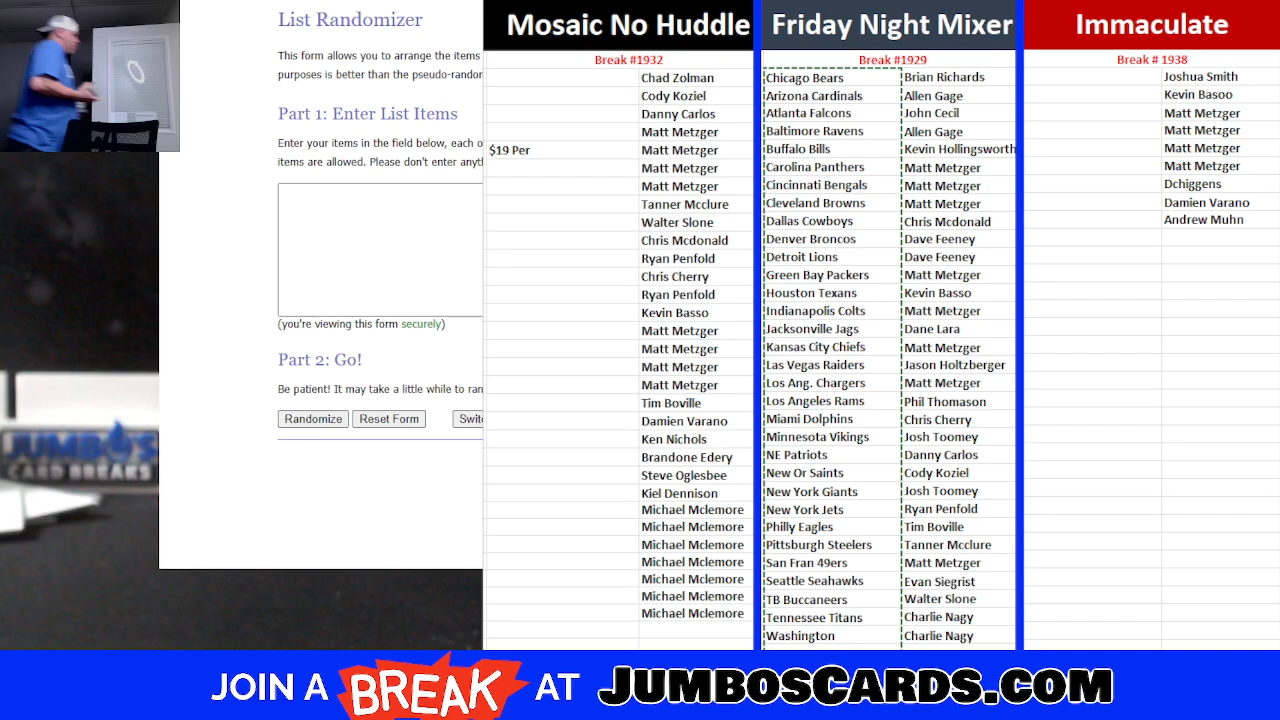 List Randomizer
This form allows you to arrange the items
purposes is better than the pseudo-randor
Part 1: Enter List Items
Enter your items in the field below, each o
items are allowed. Please don't enter anytl
(you're viewing this form securely)
Part 2: Go!
Be patient! It may take a little while to ran
Randomize Reset Form Switc
JUMBO'S
CARD BREAKS
Mosaic No Huddle
Break #1932
Chad Zolman
Cody Koziel
Danny Carlos
Matt Metzger
$19 Per Matt Metzger
Matt Metzger
Matt Metzger
Tanner Mcclure
Walter Slone
Chris Mcdonald
Ryan Penfold
Chris Cherry
Ryan Penfold
Kevin Basso
Matt Metzger
Matt Metzger
Matt Metzger
Matt Metzger
Tim Boville
Damien Varano
Ken Nichols
Brandone Edery
Steve Oglesbee
Kiel Dennison
Michael Mclemore
Michael Mclemore
Michael Mclemore
Michael Mclemore
Michael Mclemore
Michael Mclemore
Michael Mclemore
Friday Night Mixer
Break #1929
Chicago Bears Brian Richards
Arizona Cardinals Allen Gage
Atlanta Falcons John Cecil
Baltimore Ravens Allen Gage
Buffalo Bills Kevin Hollingsworth
Carolina Panthers Matt Metzger
Cincinnati Bengals Matt Metzger
Cleveland Browns Matt Metzger
Dallas Cowboys Chris Mcdonald
Denver Broncos Dave Feeney
Detroit Lions Dave Feeney
Green Bay Packers Matt Metzger
Houston Texans Kevin Basso
Indianapolis Colts Matt Metzger
Jacksonville Jags Dane Lara
Kansas City Chiefs Matt Metzger
Las Vegas Raiders Jason Holtzberger
Los Ang. Chargers Matt Metzger
Los Angeles Rams Phil Thomason
Miami Dolphins Chris Cherry
Minnesota Vikings Josh Toomey
NE Patriots Danny Carlos
New Or Saints Cody Koziel
New York Giants Josh Toomey
New York Jets Ryan Penfold
Philly Eagles Tim Boville
Pittsburgh Steelers Tanner Mcclure
San Fran 49ers Matt Metzger
Seattle Seahawks Evan Siegrist
TB Buccaneers Walter Slone
Tennessee Titans Charlie Nagy
Washington Charlie Nagy
Immaculate
Break # 1938
Joshua Smith
Kevin Basoo
Matt Metzger
Matt Metzger
Matt Metzger
Matt Metzger
Dchiggens
Damien Varano
Andrew Muhn
JOIN A BREAK AT JUMBOSCARDS.COM